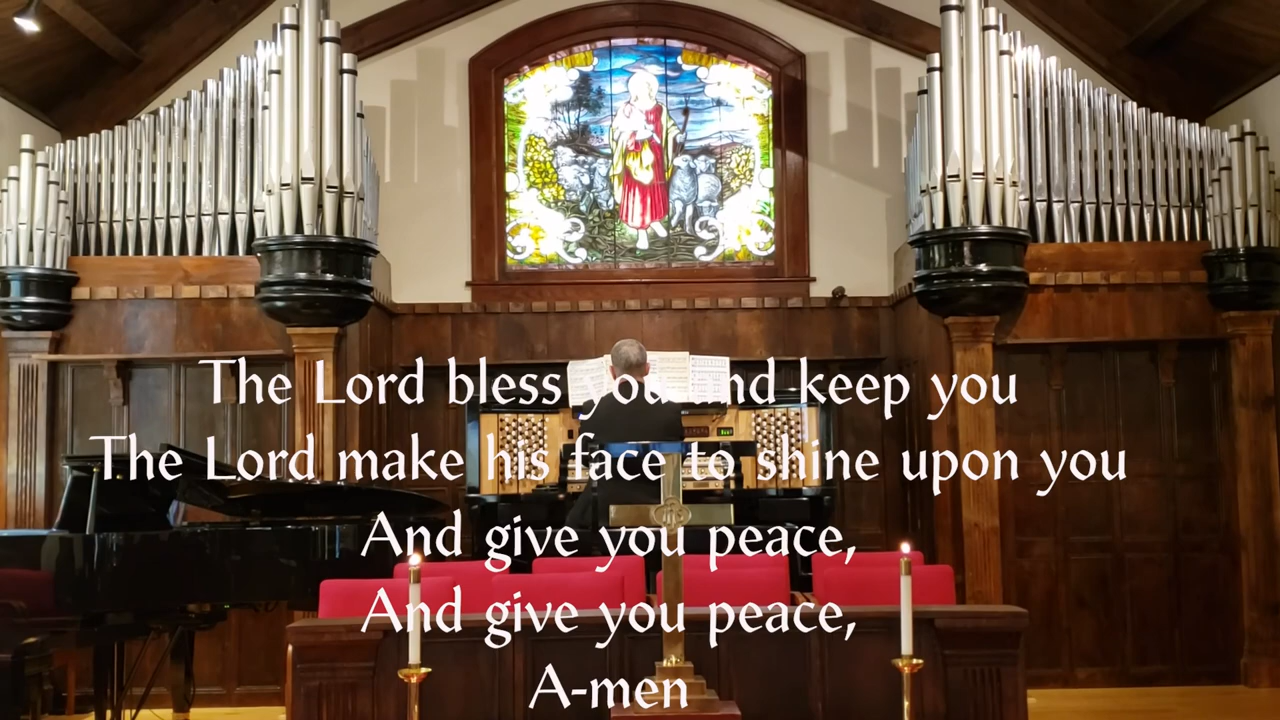 The Lord bless you and keep you
The Lord make his face to shine upon you
And give you peace,
And give you peace,
A-men